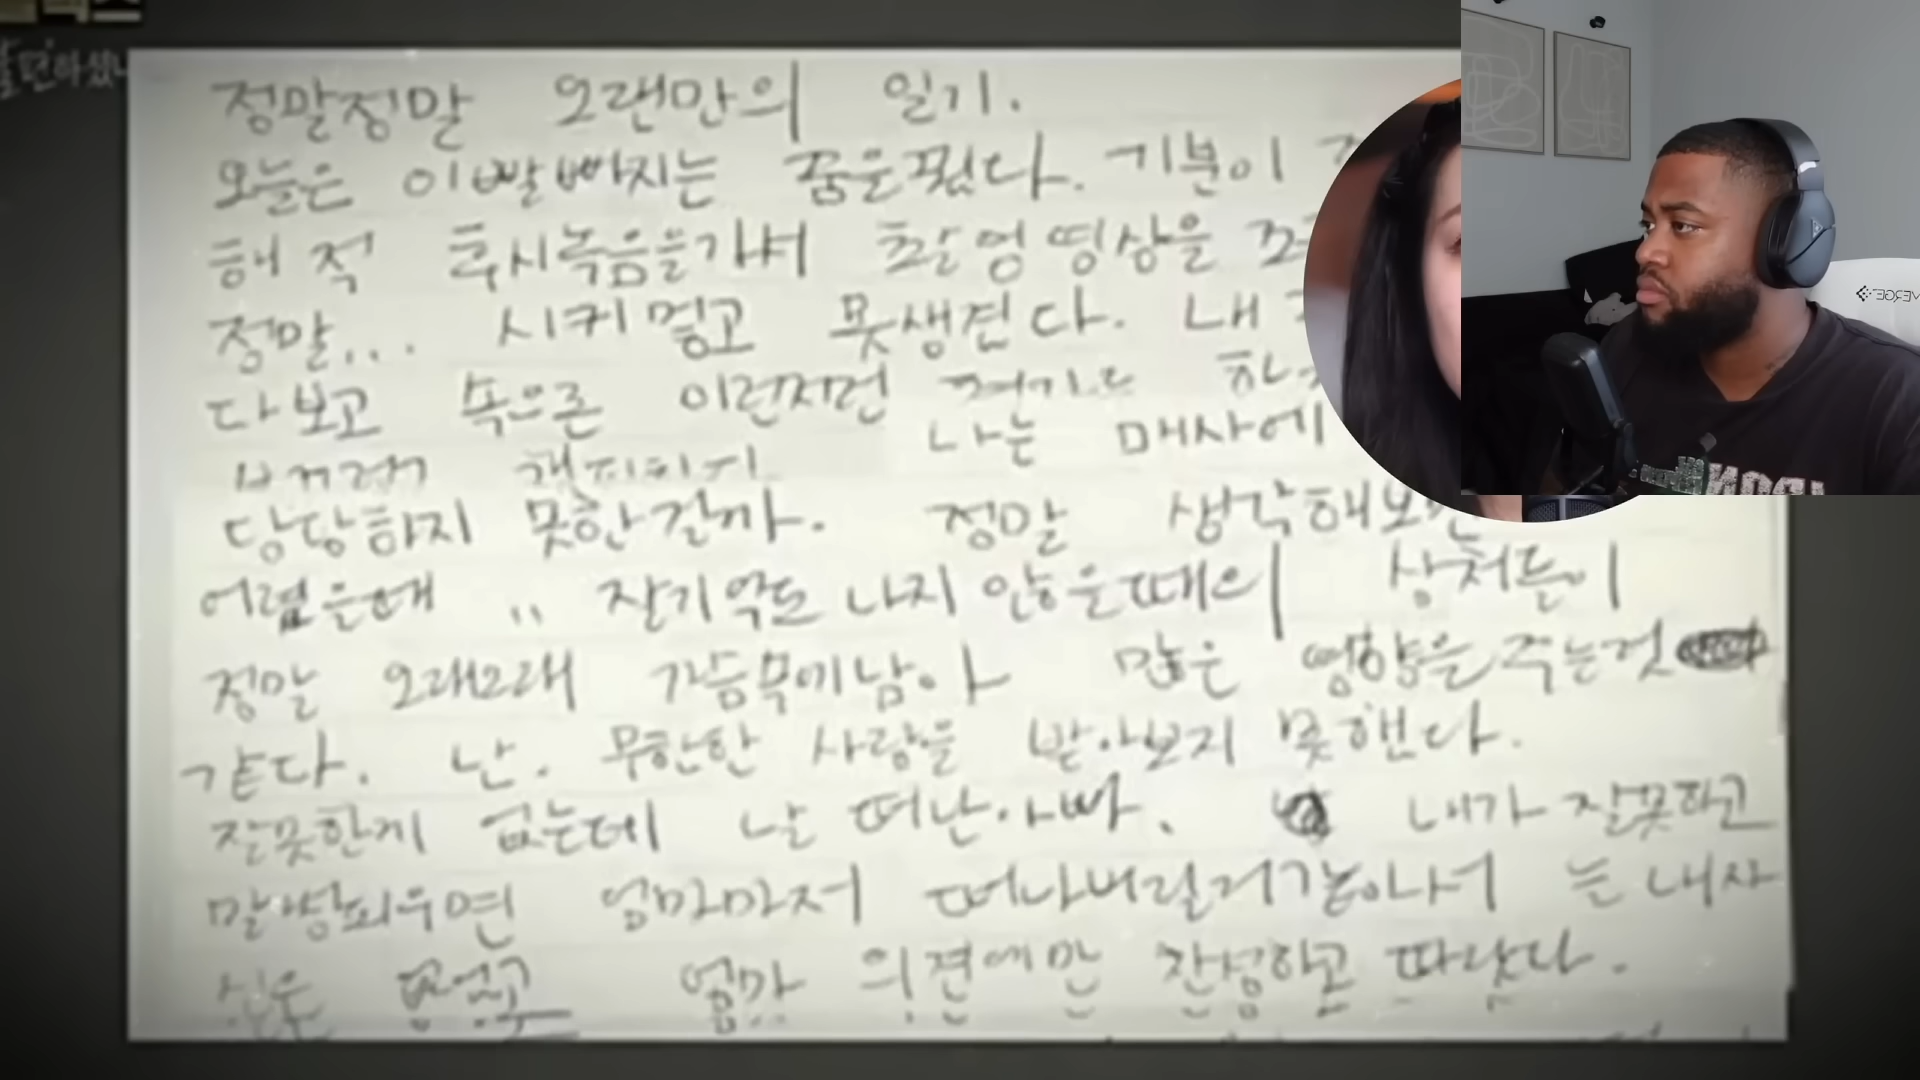 정말정말 오랜만의 일기.
오늘은 이빨빠지는 꿈을꿨다. 기분이
해 적 후시녹음을가서 촬영 영상을
정말... 시커멓고 못생긴다. 내
다보고 속으론 이런저런 하
나는 매사에
당당하지 못한걸까. 정말 생각해보면
어렸을때 .. 잘기억도 나지 않을때의 상처들이
정말 오래오래 가슴속에남아 많은 영향을주는것
같다. 난. 무한한 사랑을 받아보지 못했다.
잘못한게 없는데 날 떠난아빠. 내가 잘못하고
말썽피우면 엄마마저 떠나버릴거같아서 는 내사
엄마 의견에만 찬성하고 따랐다.